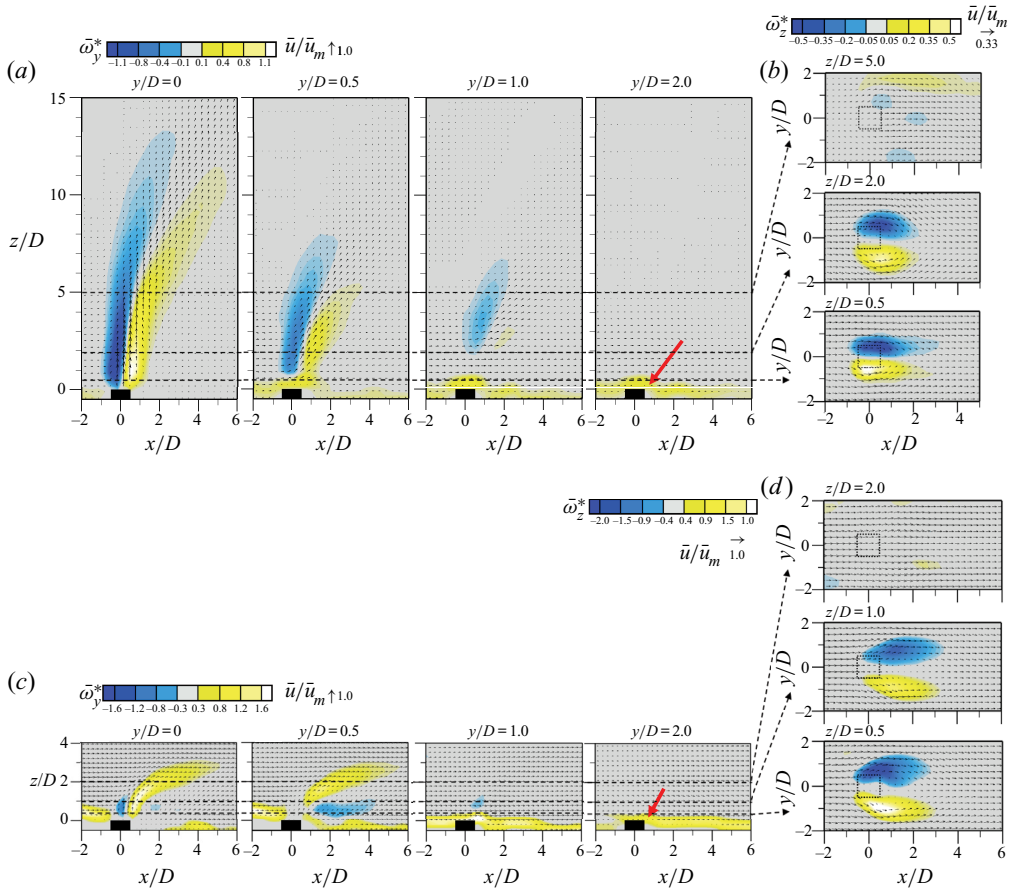 ω̄*y ū/ūm ↑1.0
−1.1 −0.8 −0.4 −0.1 0.1 0.4 0.8 1.1
(a)
y/D=0 y/D=0.5 y/D=1.0 y/D=2.0
15
10
z/D
5
0
−2 0 2 4 6 0 2 4 6 0 2 4 6 0 2 4 6
x/D x/D x/D x/D
ω̄*z ū/ūm
−0.5 −0.35 −0.2 −0.05 0.05 0.2 0.35 0.5 0.33
(b)
z/D=5.0
2
y/D 0
−2
z/D=2.0
2
y/D 0
−2
z/D=0.5
2
y/D 0
−2
−2 0 2 4
x/D
ω̄*y ū/ūm ↑1.0
−1.6 −1.2 −0.8 −0.3 0.3 0.8 1.2 1.6
(c)
y/D=0 y/D=0.5 y/D=1.0 y/D=2.0
4
z/D 2
0
−2 0 2 4 6 −2 0 2 4 6 −2 0 2 4 6 −2 0 2 4 6
x/D x/D x/D x/D
ω̄*z
−2.0 −1.5 −0.9 −0.4 0.4 0.9 1.5 1.0
ū/ūm → 1.0
(d)
z/D=2.0
2
y/D 0
−2
z/D=1.0
2
y/D 0
−2
z/D=0.5
2
y/D 0
−2
−2 0 2 4 6
x/D